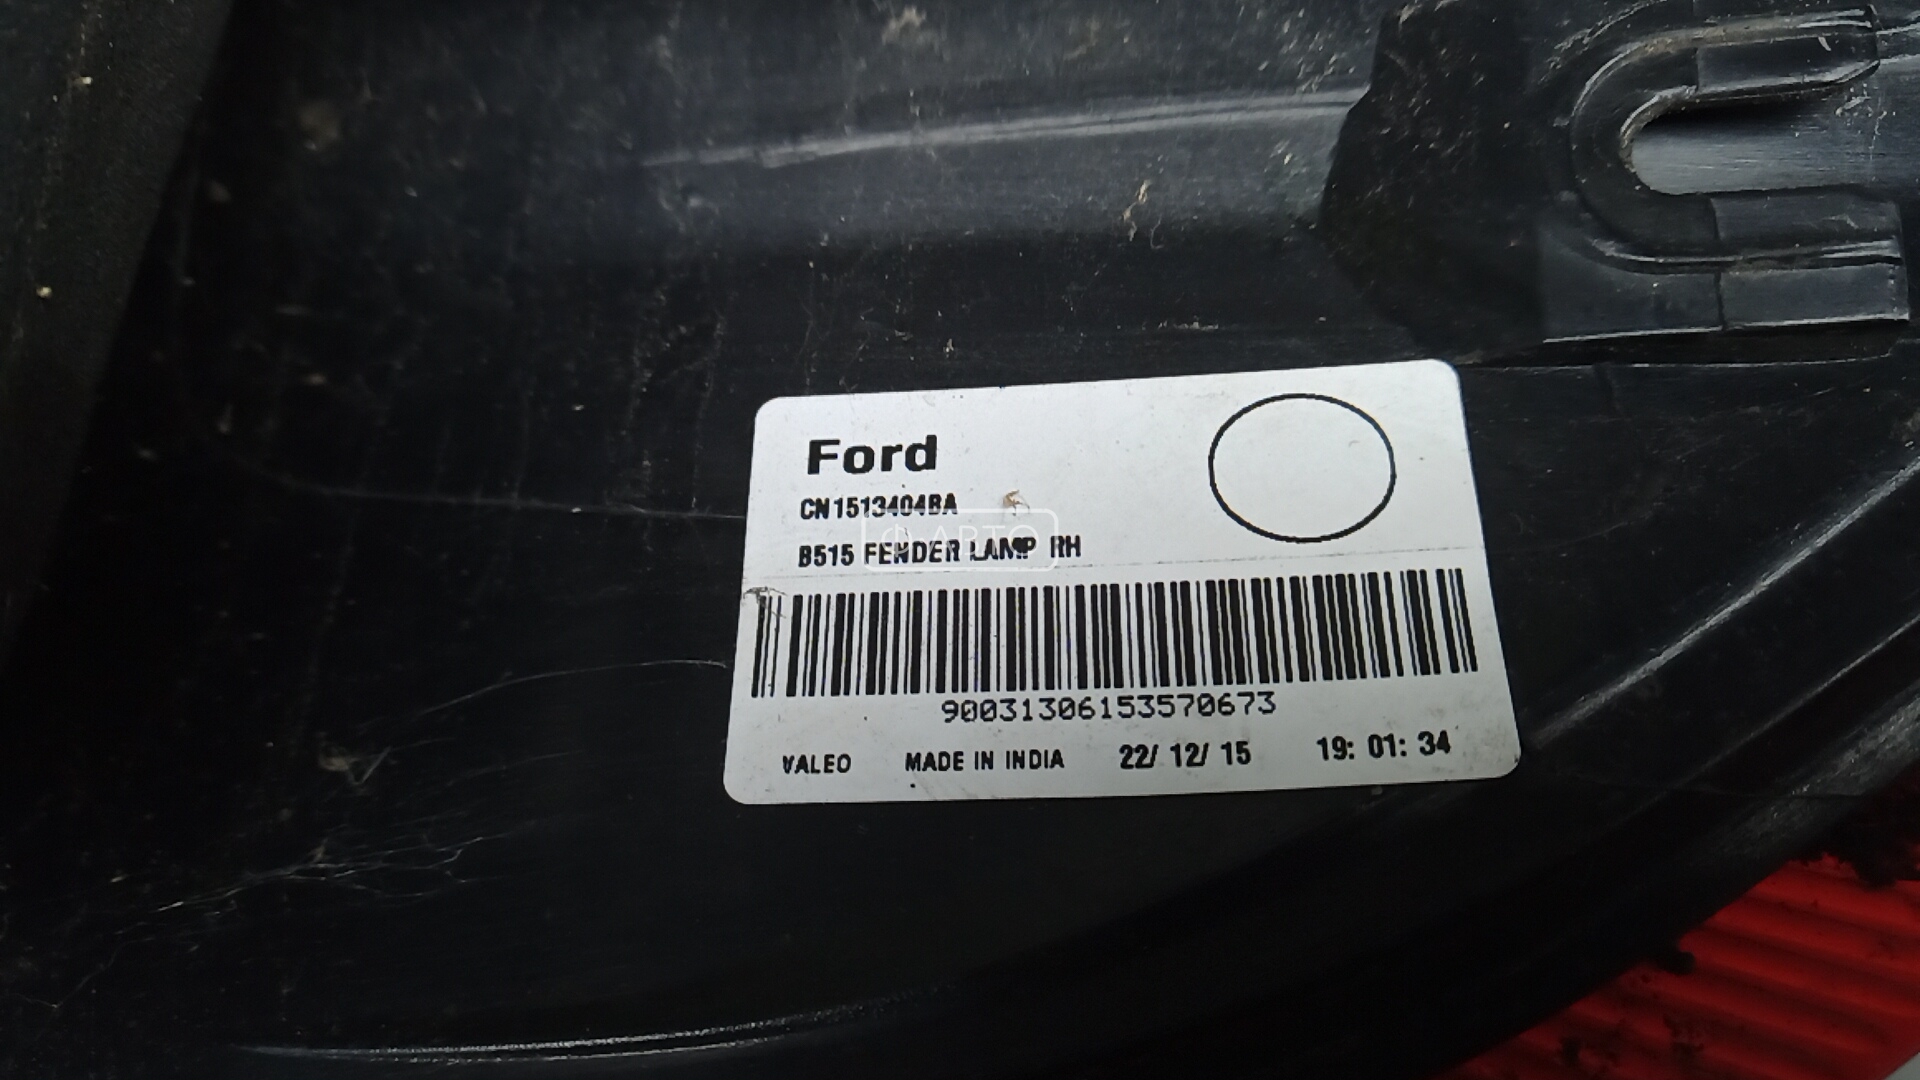 Ford
CN1513404BA
B515 FENDER LAMP RH
90031306153570673
VALEO MADE IN INDIA 22/ 12/ 15 19: 01: 34